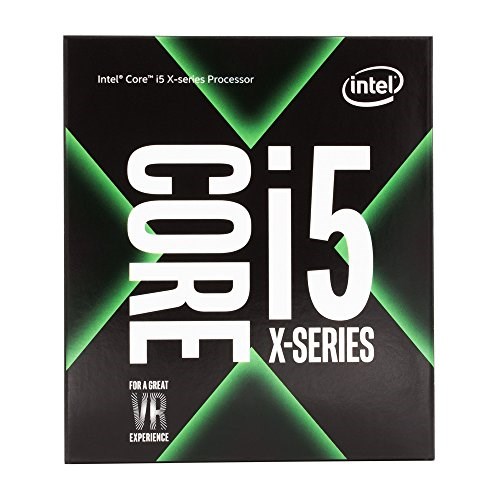 Intel® Core™ i5 X-series Processor
intel®
CORE
i5
X-SERIES
FOR A GREAT
VR
EXPERIENCE